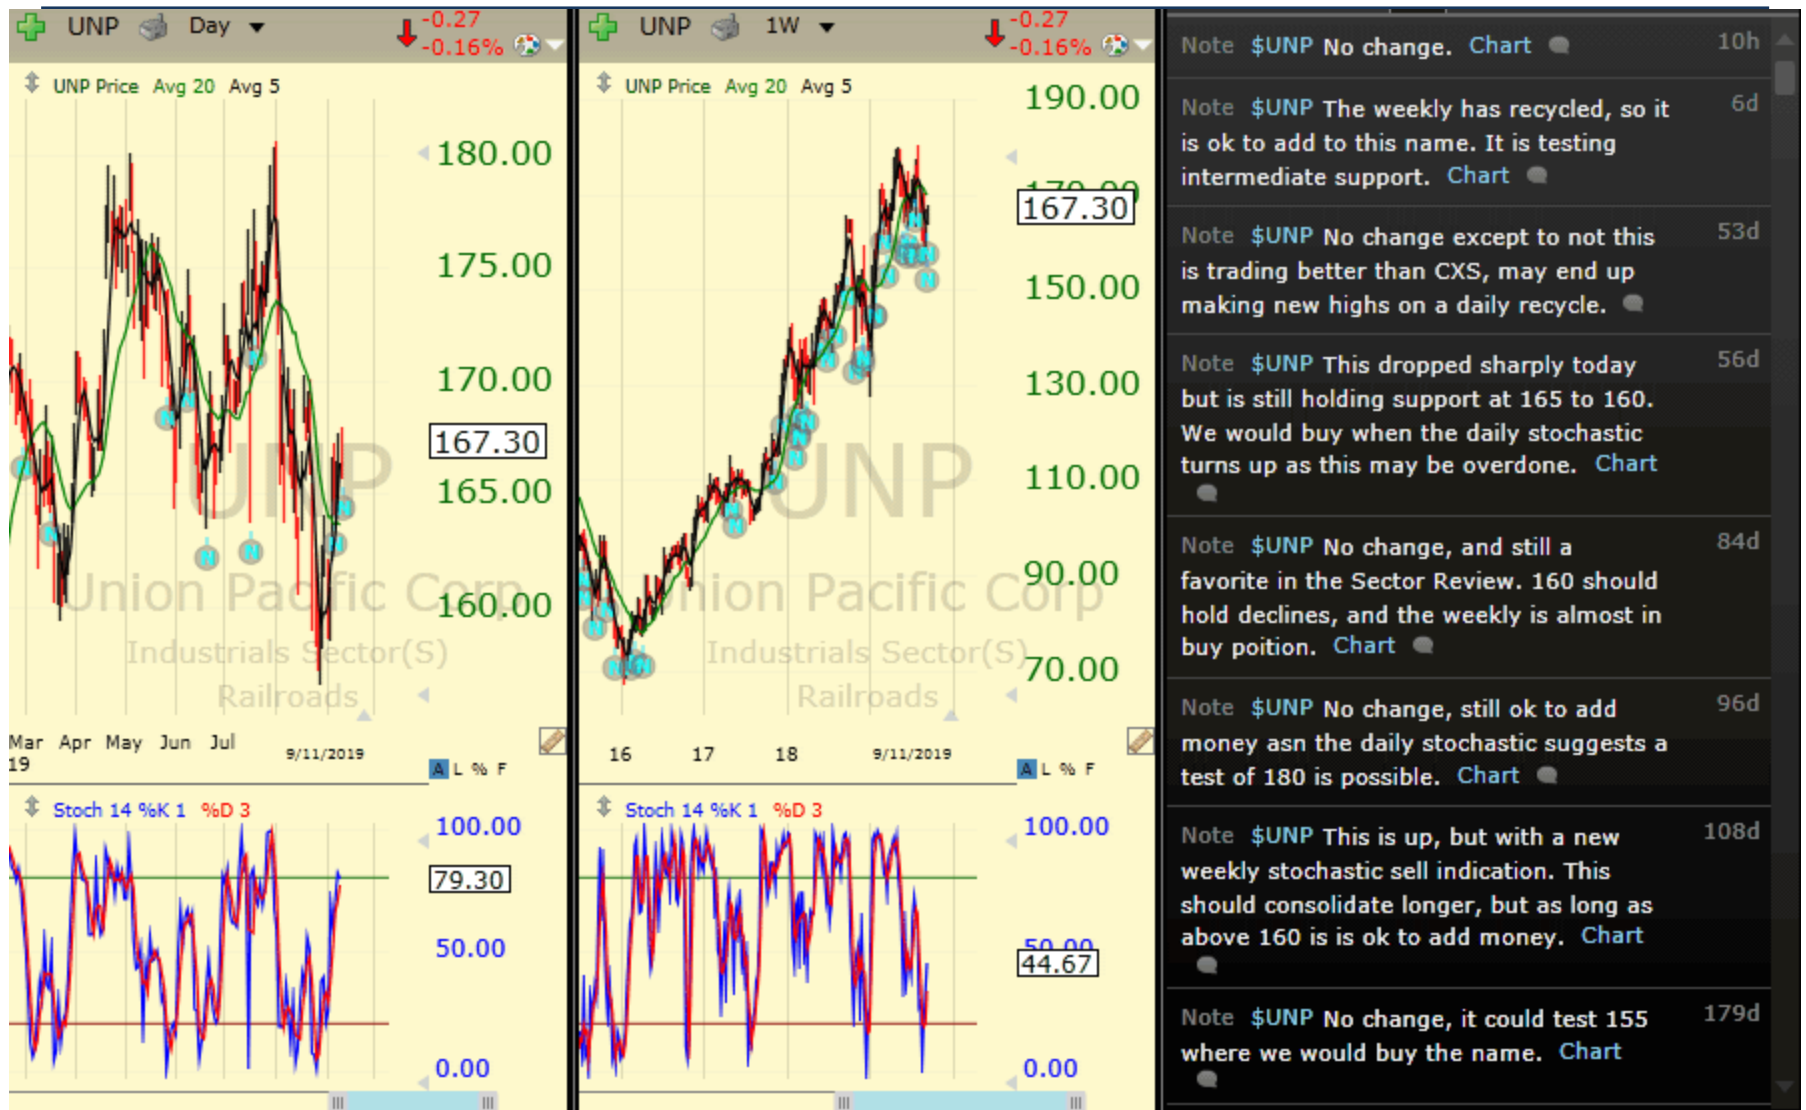 UNP Day
-0.27
-0.16%
UNP Price Avg 20 Avg 5
180.00
175.00
170.00
167.30
165.00
160.00
UNP
Union Pacific Corp
Industrials Sector(S)
Railroads
Mar Apr May Jun Jul
19
9/11/2019
A L % F
Stoch 14 %K 1 %D 3
100.00
79.30
50.00
0.00
UNP 1W
-0.27
-0.16%
UNP Price Avg 20 Avg 5
190.00
170.00
167.30
150.00
130.00
110.00
90.00
70.00
UNP
Union Pacific Corp
Industrials Sector(S)
Railroads
16 17 18 9/11/2019
A L % F
Stoch 14 %K 1 %D 3
100.00
50.00
44.67
0.00
Note $UNP No change. Chart 10h
Note $UNP The weekly has recycled, so it 6d
is ok to add to this name. It is testing
intermediate support. Chart
Note $UNP No change except to not this 53d
is trading better than CXS, may end up
making new highs on a daily recycle.
Note $UNP This dropped sharply today 56d
but is still holding support at 165 to 160.
We would buy when the daily stochastic
turns up as this may be overdone. Chart
Note $UNP No change, and still a 84d
favorite in the Sector Review. 160 should
hold declines, and the weekly is almost in
buy poition. Chart
Note $UNP No change, still ok to add 96d
money asn the daily stochastic suggests a
test of 180 is possible. Chart
Note $UNP This is up, but with a new 108d
weekly stochastic sell indication. This
should consolidate longer, but as long as
above 160 is is ok to add money. Chart
Note $UNP No change, it could test 155 179d
where we would buy the name. Chart